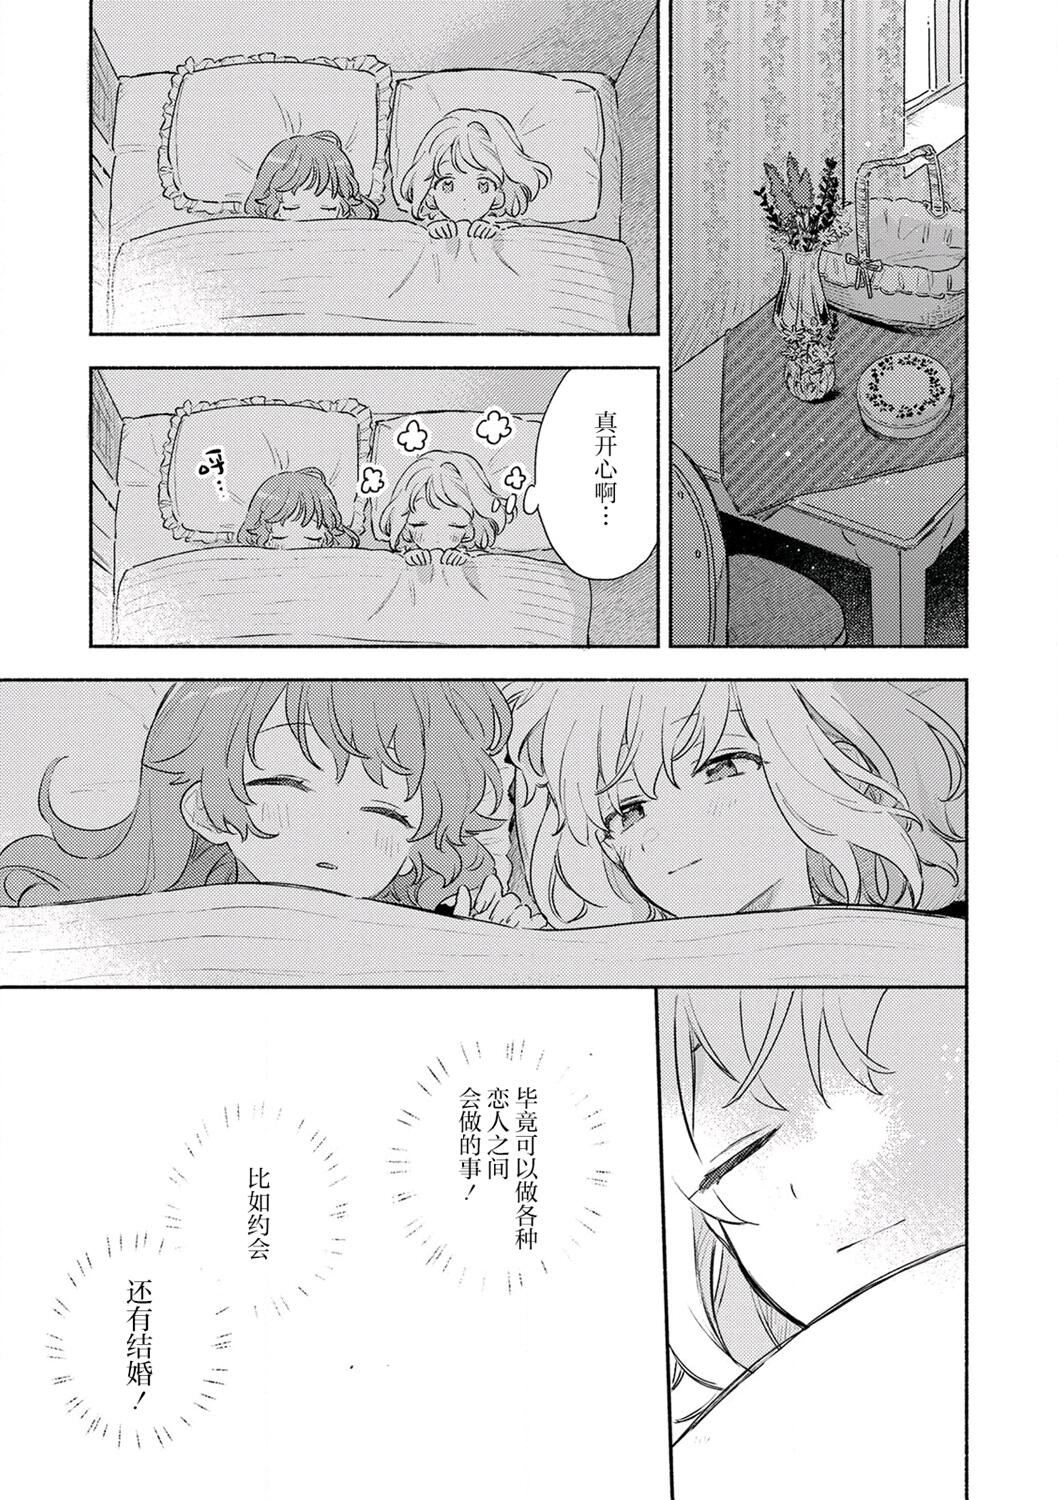 真开心啊…
呼…
毕竟可以做各种
恋人之间
会做的事！
比如约会
还有结婚！